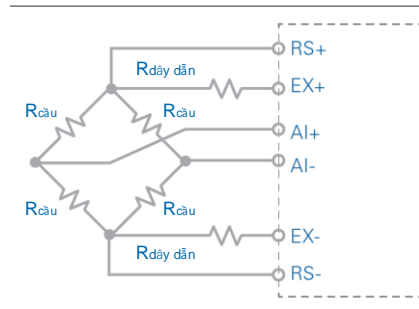 RS+
Rdây dẫn
EX+
Rcầu
Rcầu
AI+
AI-
Rcầu
Rcầu
EX-
Rdây dẫn
RS-